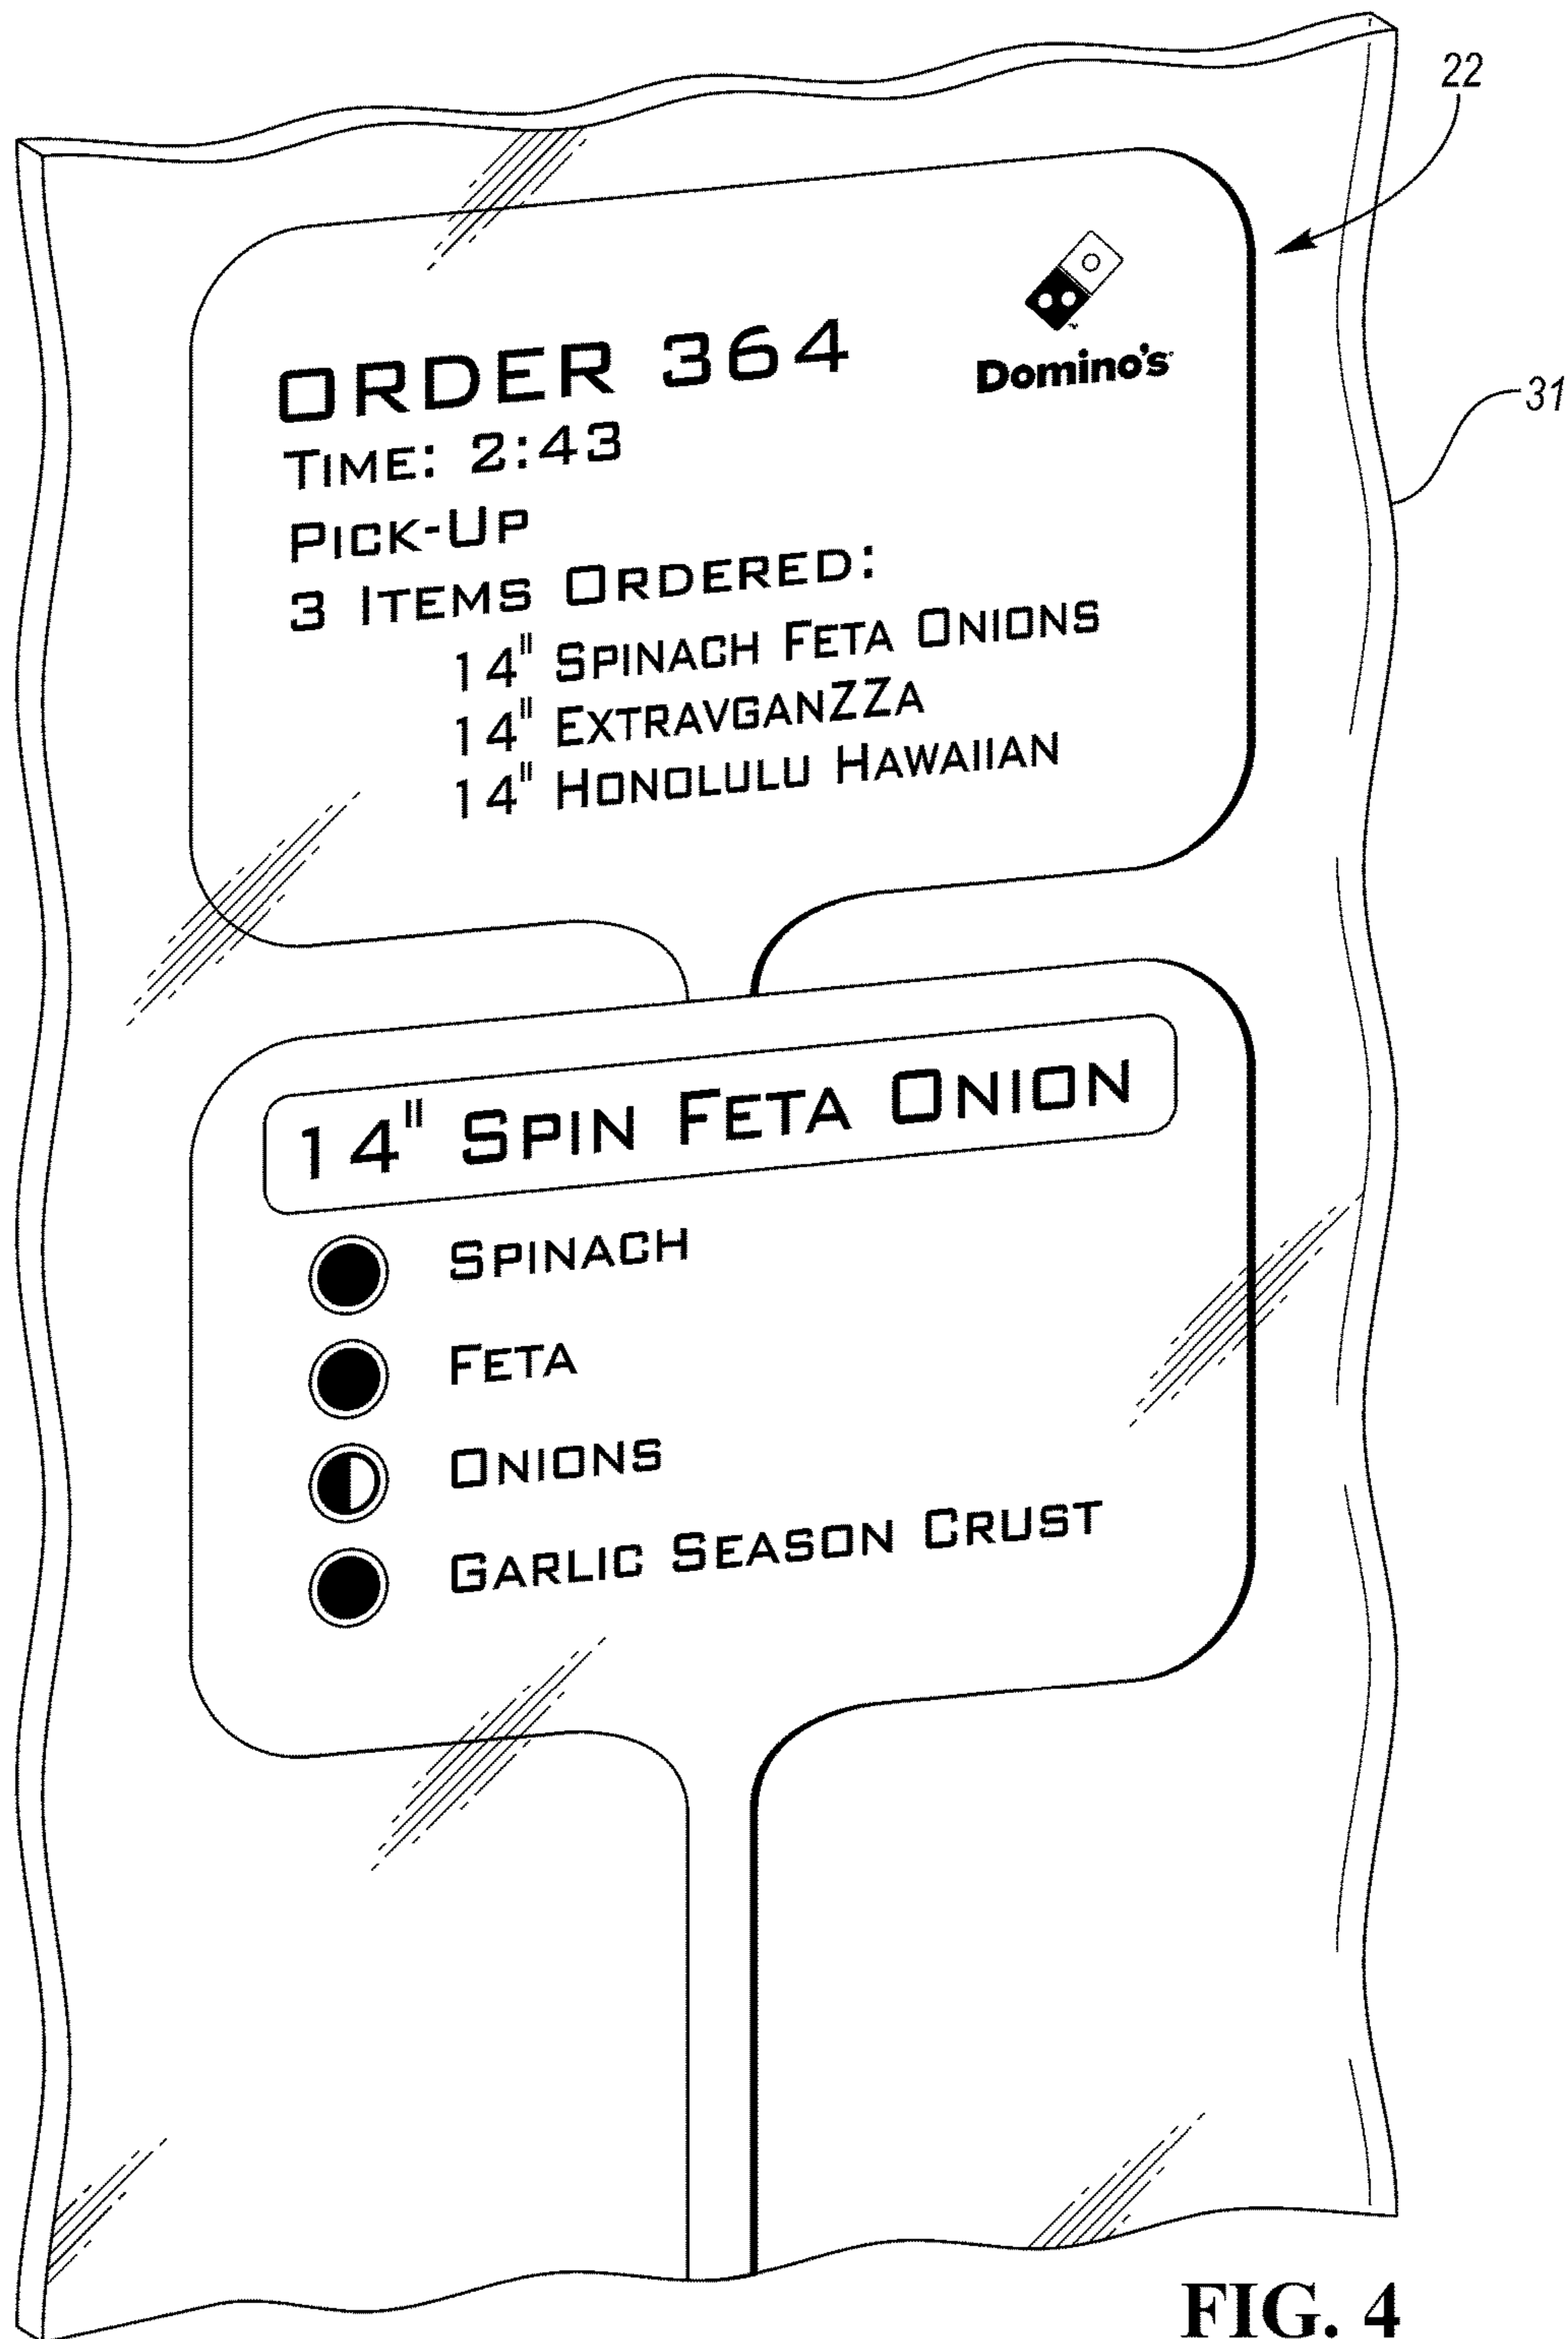 22
ORDER 364
Domino's
31
TIME: 2:43
PICK-UP
3 ITEMS ORDERED:
14" SPINACH FETA ONIONS
14" EXTRAVGANZZA
14" HONOLULU HAWAIIAN
14" SPIN FETA ONION
SPINACH
FETA
ONIONS
GARLIC SEASON CRUST
FIG. 4